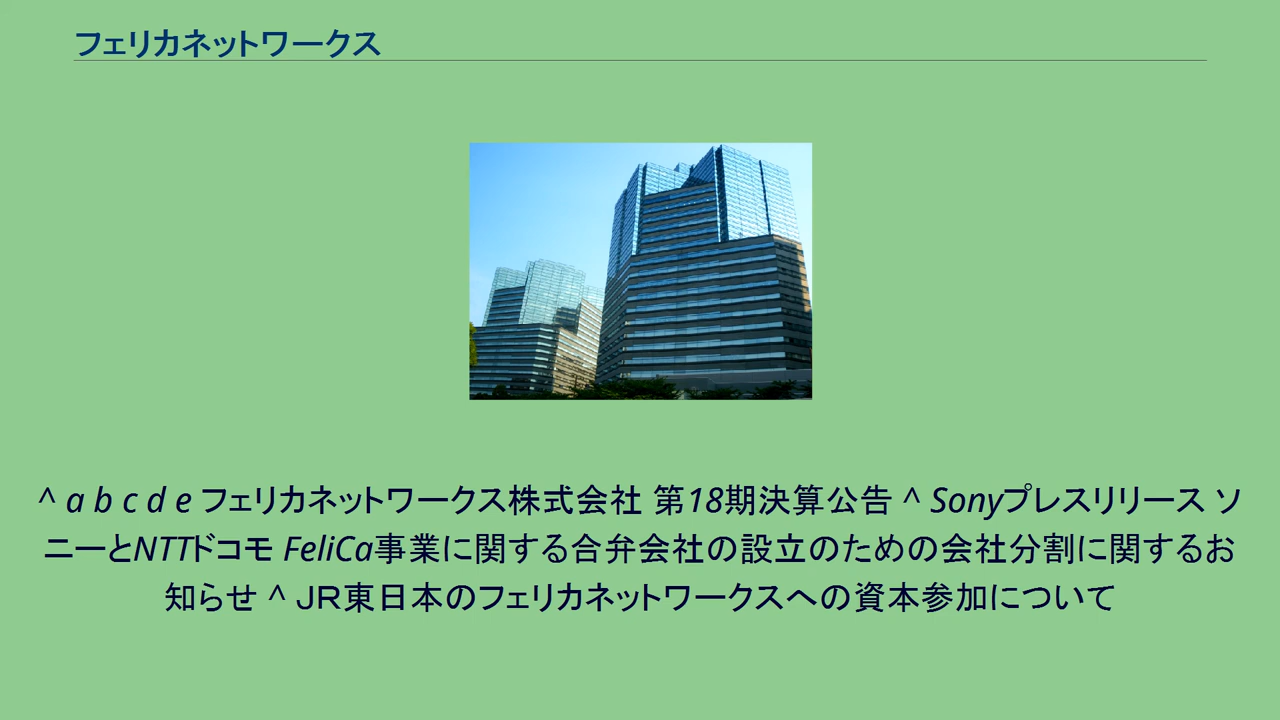 フェリカネットワークス
^ a b c d e フェリカネットワークス株式会社 第18期決算公告 ^ Sonyプレスリリース ソ
ニーとNTTドコモ FeliCa事業に関する合弁会社の設立のための会社分割に関するお
知らせ ^ ＪＲ東日本のフェリカネットワークスへの資本参加について